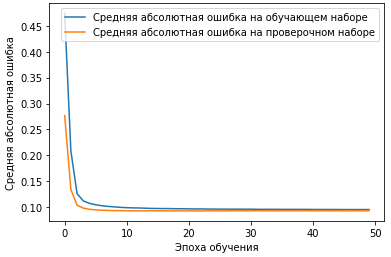 Средняя абсолютная ошибка на обучающем наборе
Средняя абсолютная ошибка на проверочном наборе
Средняя абсолютная ошибка
0.45
0.40
0.35
0.30
0.25
0.20
0.15
0.10
0 10 20 30 40 50
Эпоха обучения